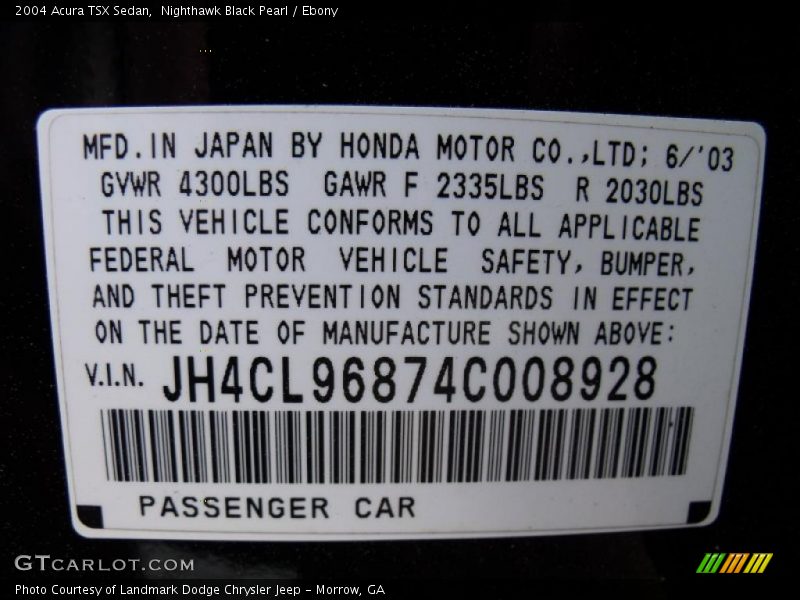 2004 Acura TSX Sedan,  Nighthawk Black Pearl / Ebony
MFD.IN JAPAN BY HONDA MOTOR CO.,LTD; 6/'03
GVWR 4300LBS  GAWR F 2335LBS  R 2030LBS
THIS VEHICLE CONFORMS TO ALL APPLICABLE
FEDERAL MOTOR VEHICLE SAFETY, BUMPER,
AND THEFT PREVENTION STANDARDS IN EFFECT
ON THE DATE OF MANUFACTURE SHOWN ABOVE:
V.I.N. JH4CL96874C008928
PASSENGER CAR
GTCARLOT.COM
Photo Courtesy of Landmark Dodge Chrysler Jeep – Morrow, GA